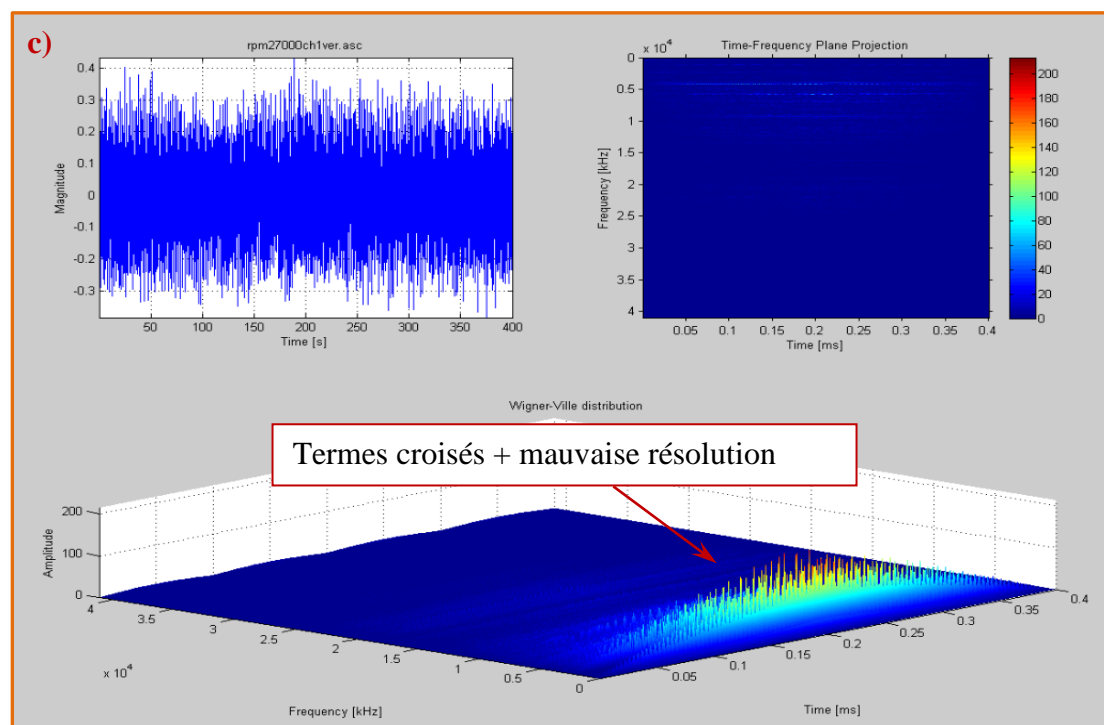 c)
rpm27000ch1ver.asc
0.4
0.3
0.2
0.1
0
-0.1
-0.2
-0.3
Magnitude
50 100 150 200 250 300 350 400
Time [s]
Time-Frequency Plane Projection
x 10^4
0
0.5
1
1.5
2
2.5
3
3.5
4
Frequency [kHz]
0.05 0.1 0.15 0.2 0.25 0.3 0.35 0.4
Time [ms]
200
180
160
140
120
100
80
60
40
20
0
Wigner-Ville distribution
Termes croisés + mauvaise résolution
200
100
0
Amplitude
4 3.5 3 2.5 2 1.5 1 0.5 0
x 10^4
Frequency [kHz]
0.05 0.1 0.15 0.2 0.25 0.3 0.35 0.4
Time [ms]